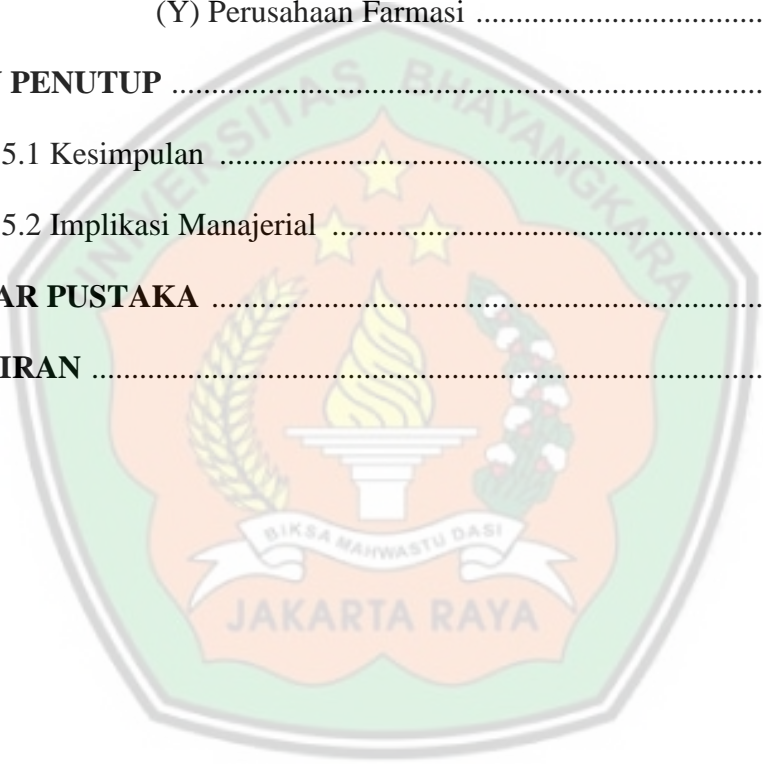 (Y) Perusahaan Farmasi ....................................
PENUTUP ..........................................................................
5.1 Kesimpulan ....................................................................
5.2 Implikasi Manajerial ......................................................
AR PUSTAKA .....................................................................
IRAN ....................................................................................
UNIVERSITAS BHAYANGKARA
BIKSA MAHWASTU DASI
JAKARTA RAYA